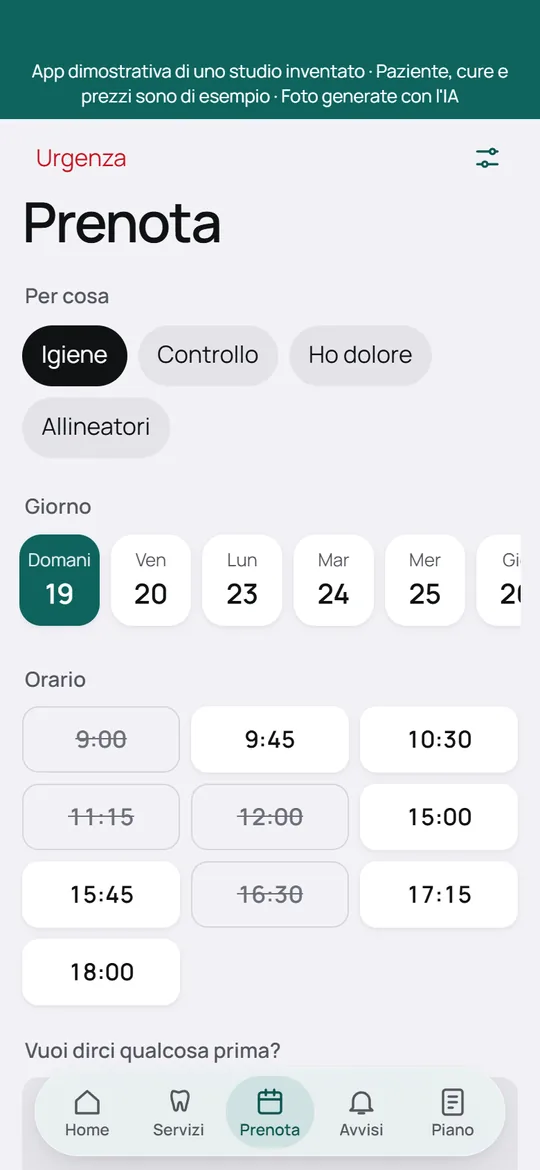 App dimostrativa di uno studio inventato · Paziente, cure e
prezzi sono di esempio · Foto generate con l'IA
Urgenza
Prenota
Per cosa
Igiene Controllo Ho dolore
Allineatori
Giorno
Domani Ven Lun Mar Mer
19 20 23 24 25
Orario
9:00 9:45 10:30
11:15 12:00 15:00
15:45 16:30 17:15
18:00
Vuoi dirci qualcosa prima?
Home Servizi Prenota Avvisi Piano